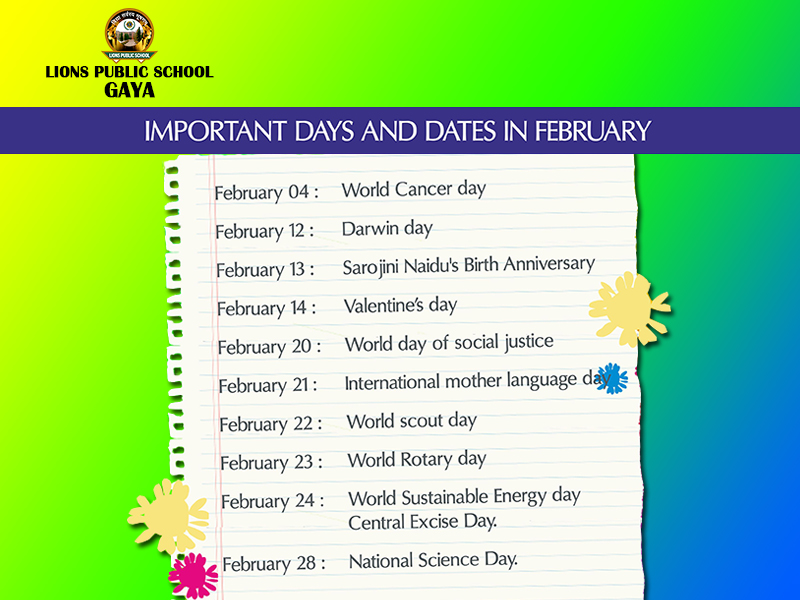 LIONS PUBLIC SCHOOL
LIONS PUBLIC SCHOOL
GAYA
IMPORTANT DAYS AND DATES IN FEBRUARY
February 04 : World Cancer day
February 12 : Darwin day
February 13 : Sarojini Naidu's Birth Anniversary
February 14 : Valentine’s day
February 20 : World day of social justice
February 21 : International mother language day
February 22 : World scout day
February 23 : World Rotary day
February 24 : World Sustainable Energy day
Central Excise Day.
February 28 : National Science Day.